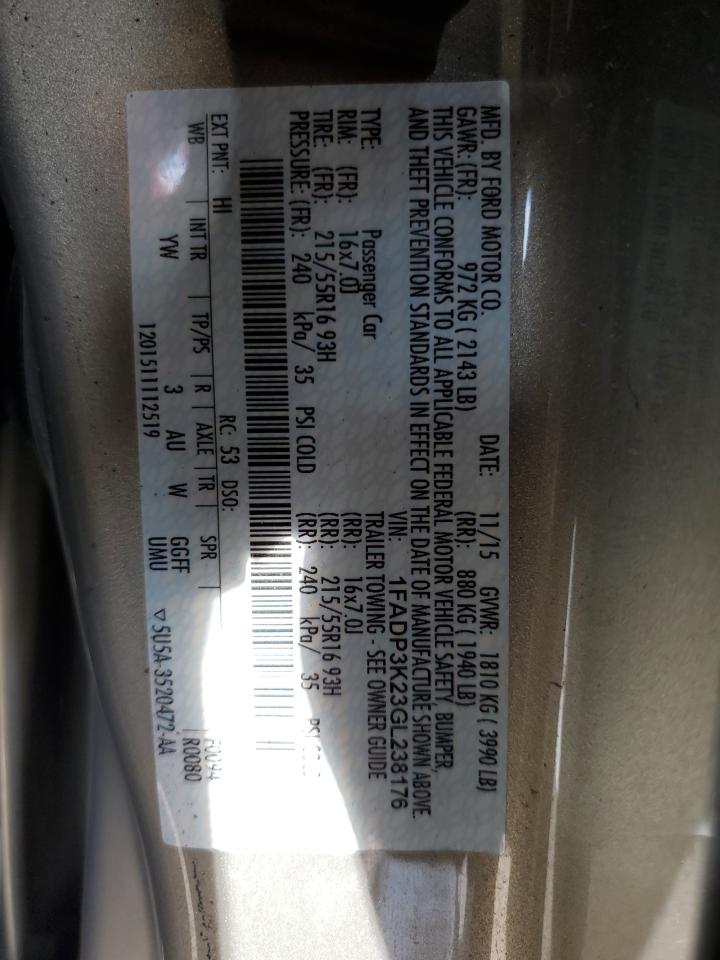 MFD. BY FORD MOTOR CO. DATE: 11/15 GVWR: 1810 KG ( 3990 LB)
GAWR: (FR): 972 KG ( 2143 LB) (RR): 880 KG ( 1940 LB)
THIS VEHICLE CONFORMS TO ALL APPLICABLE FEDERAL MOTOR VEHICLE SAFETY, BUMPER,
AND THEFT PREVENTION STANDARDS IN EFFECT ON THE DATE OF MANUFACTURE SHOWN ABOVE.
VIN: 1FADP3K23GL238176
TYPE: Passenger Car TRAILER TOWING - SEE OWNER GUIDE
RIM: (FR): 16x7.0J (RR): 16x7.0J
TIRE: (FR): 215/55R16 93H (RR): 215/55R16 93H
PRESSURE: (FR): 240 kPa/ 35 PSI COLD (RR): 240 kPa/ 35 PSI
EXT PNT: HI RC: 53 DSO: F0094
WB | INT TR | TP/PS | R | AXLE | TR | SPR | R0080
YW 3 AU W GGFF
UMU
1201511112519 ▽ 5U5A-3520472-AA